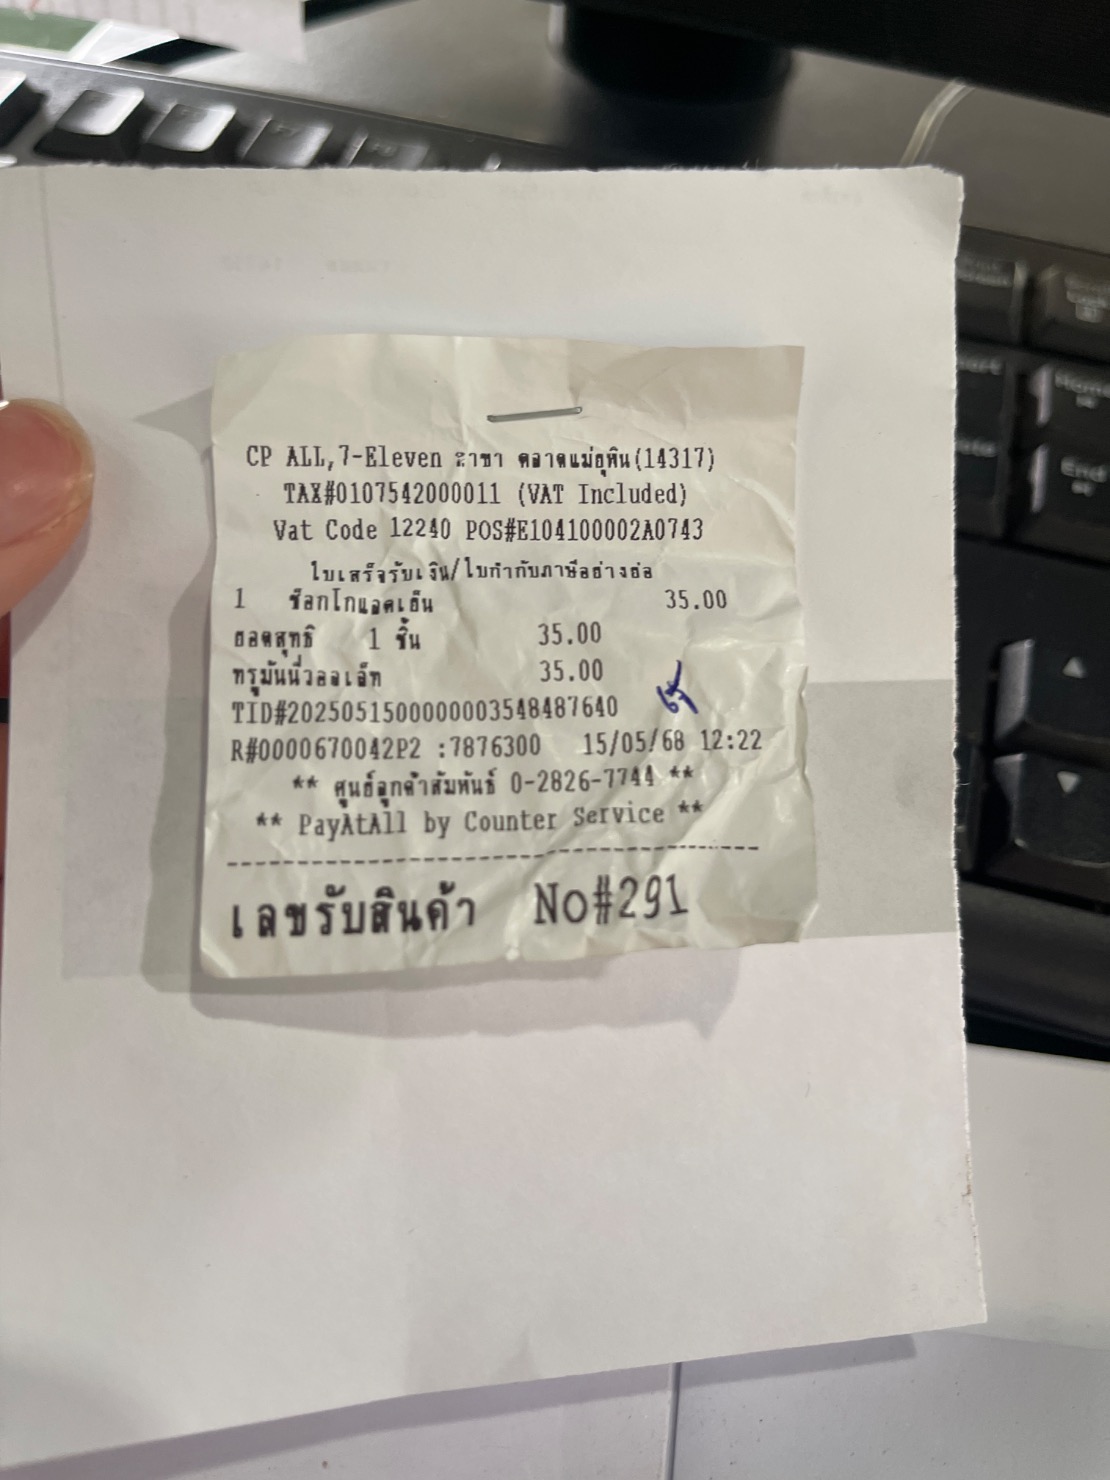 CP ALL,7-Eleven สาขา ตลาดแม่ยุพิน(14317)
TAX#0107542000011 (VAT Included)
Vat Code 12240 POS#E104100002A0743
ใบเสร็จรับเงิน/ใบกำกับภาษีอย่างย่อ
1 ช็อกโกแลตเย็น 35.00
ยอดสุทธิ 1 ชิ้น 35.00
ทรูมันนี่วอลเล็ท 35.00
TID#20250515000000003548487640
R#0000670042P2 :7876300 15/05/68 12:22
** ศูนย์ลูกค้าสัมพันธ์ 0-2826-7744 **
** PayAtAll by Counter Service **
เลขรับสินค้า No#291